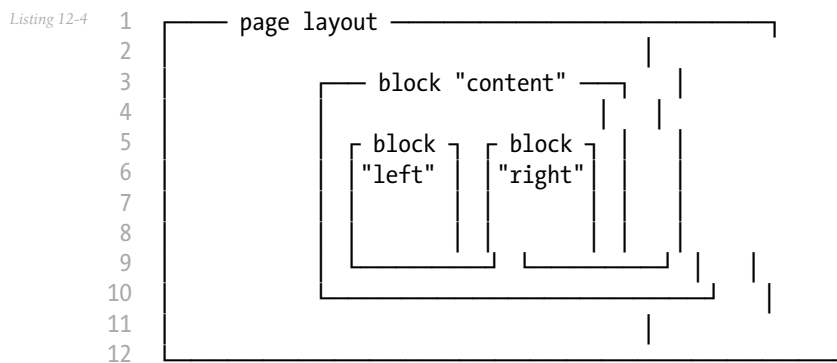 Listing 12-4 1 page layout
2
3 block "content"
4
5 block block
6 "left" "right"
7
8
9
10
11
12